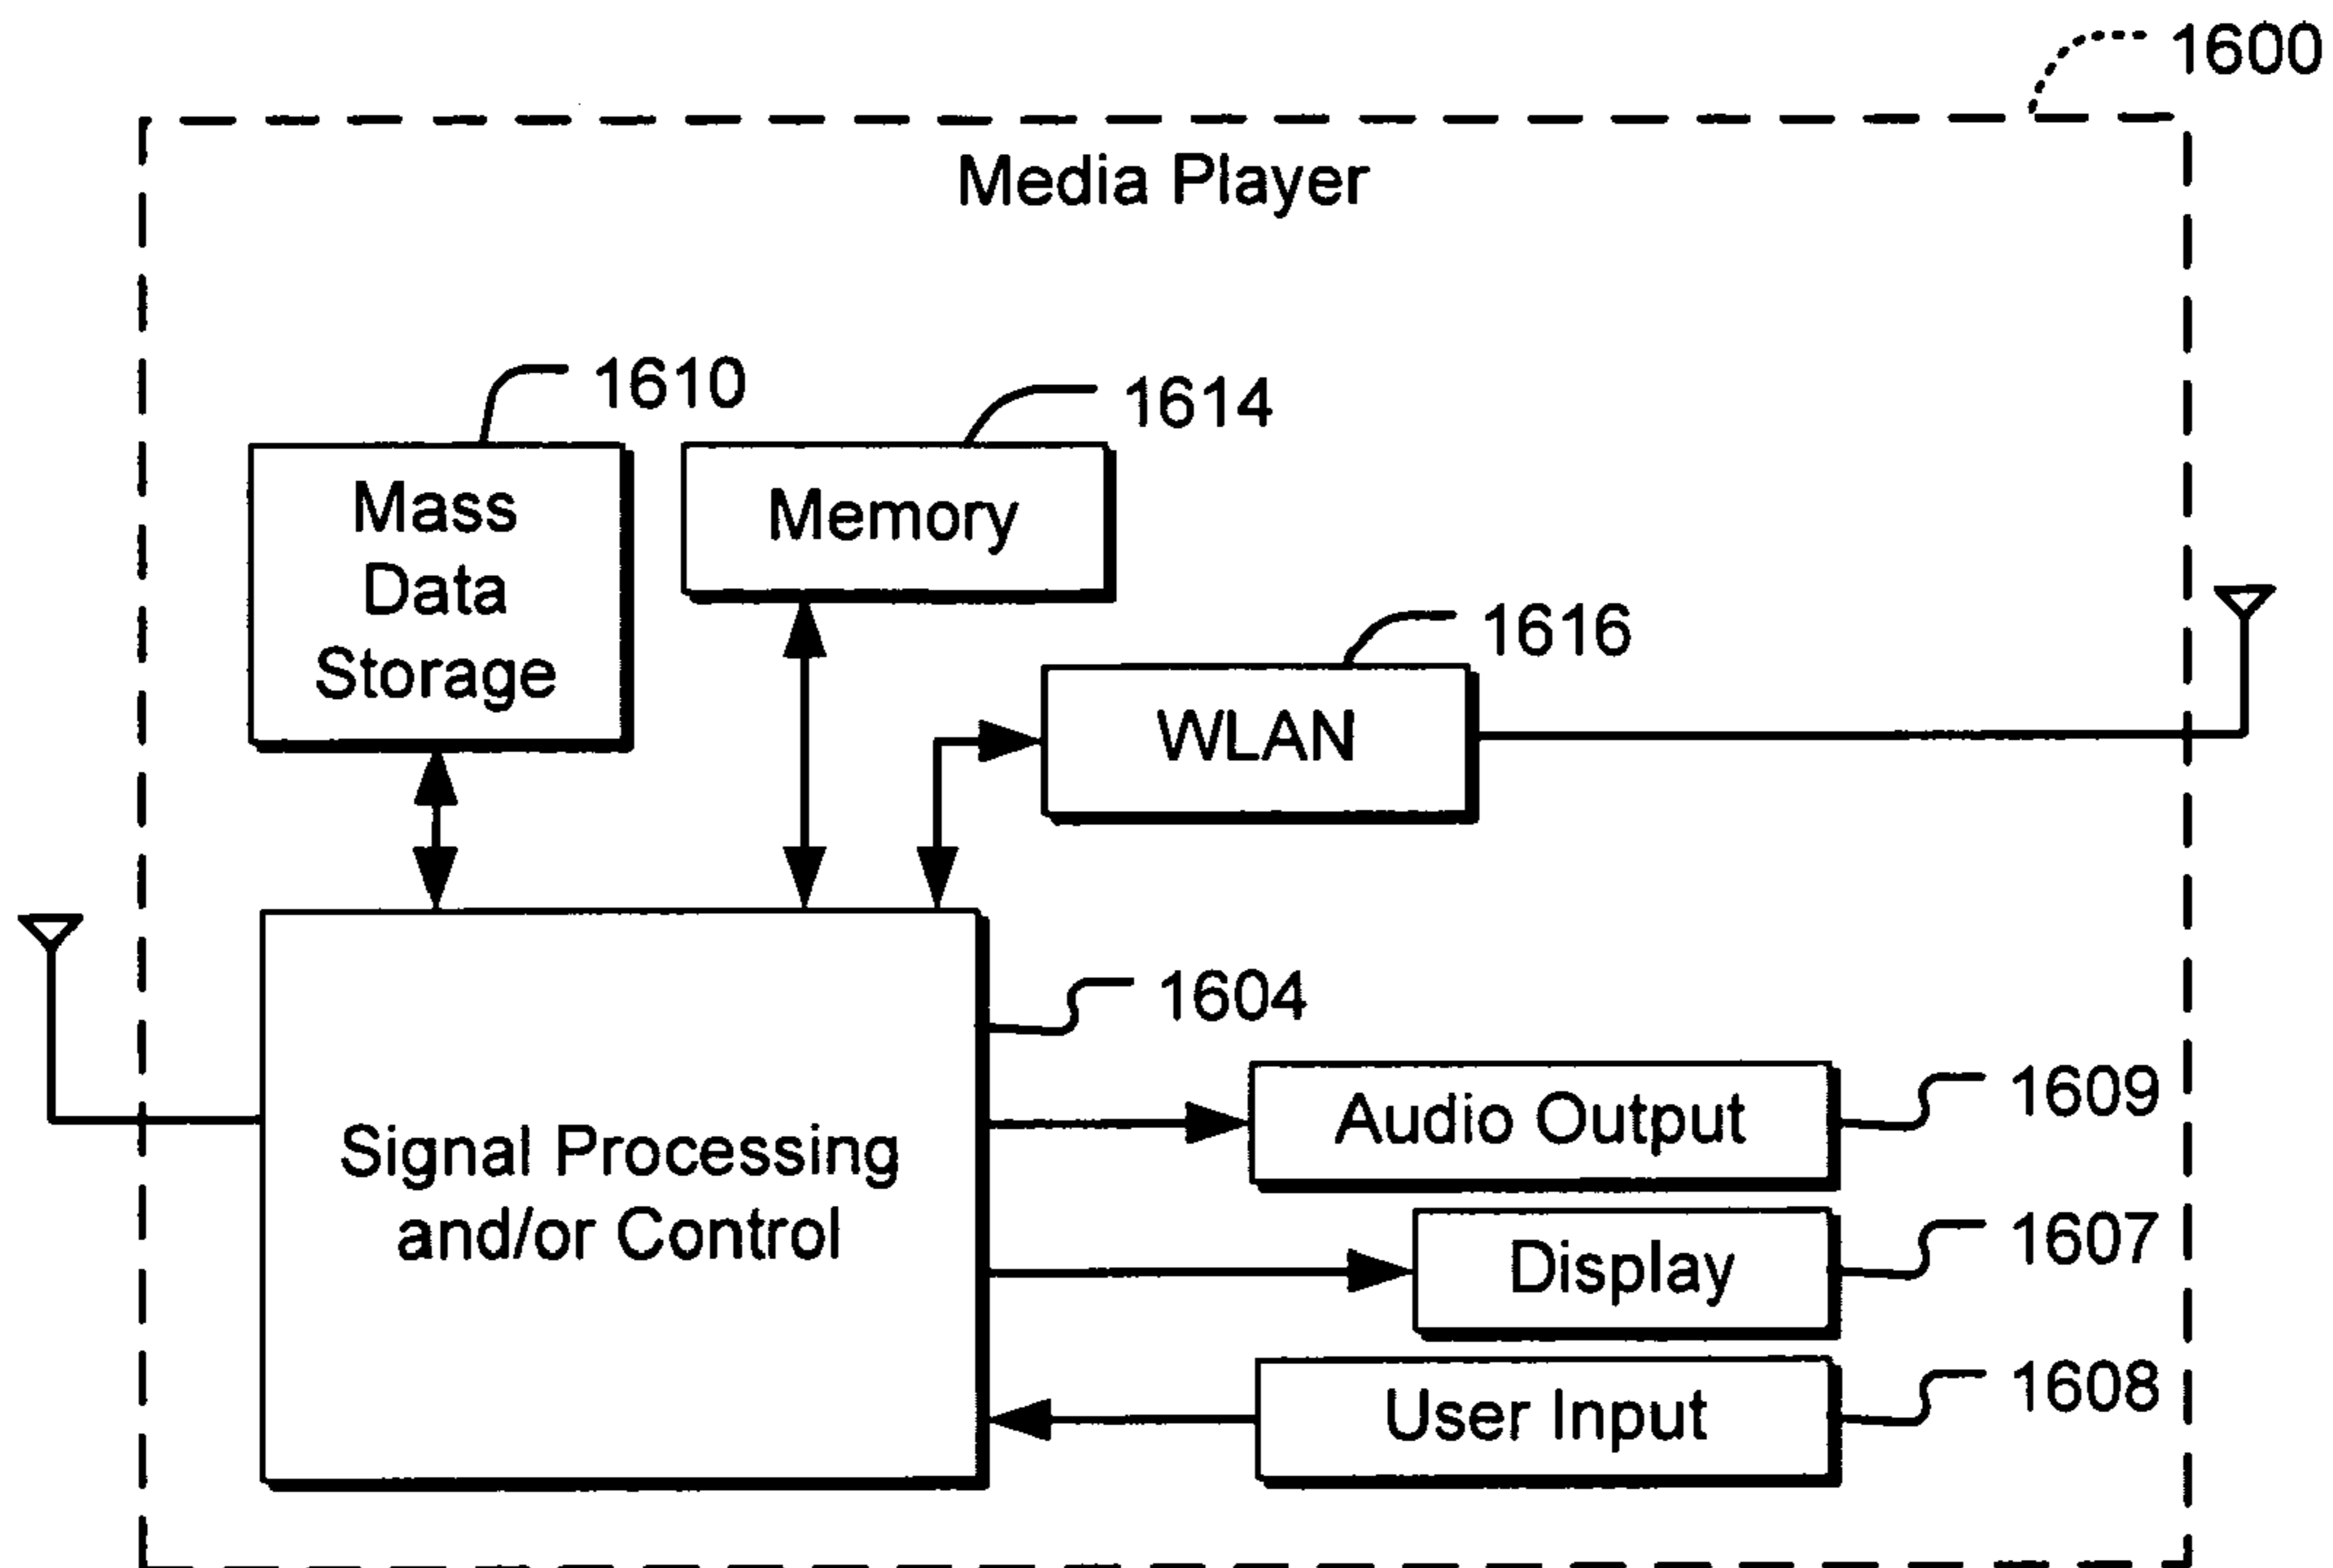 1600
Media Player
1610
1614
Mass
Data
Storage
Memory
1616
WLAN
1604
Signal Processing
and/or Control
Audio Output
1609
Display
1607
User Input
1608